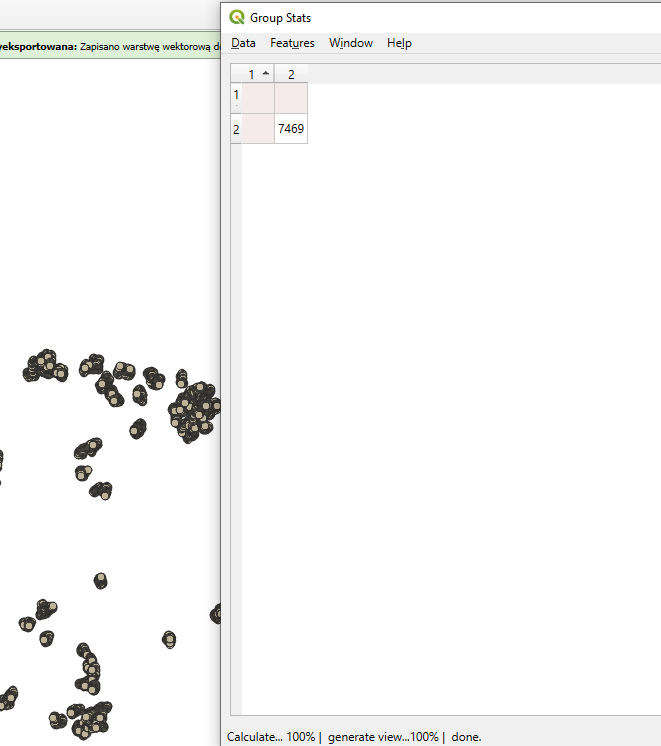 Group Stats
Data Features Window Help
yeksportowana: Zapisano warstwę wektorową
1 2
1
2 7469
Calculate... 100% | generate view...100% | done.